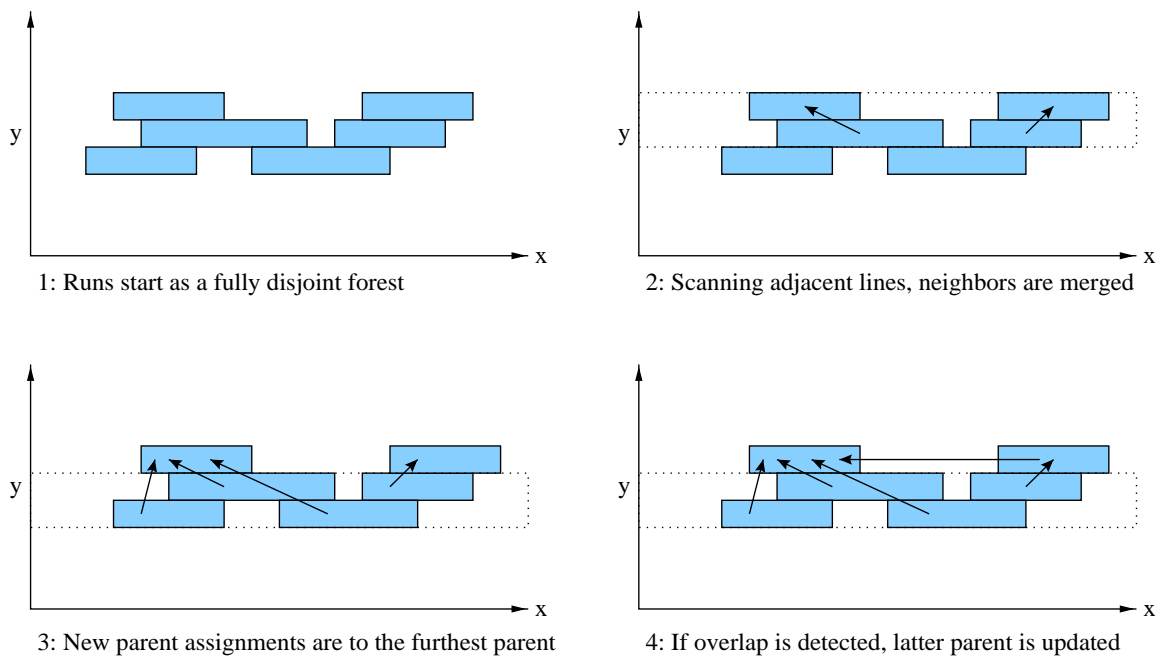 y
x
1: Runs start as a fully disjoint forest
y
x
2: Scanning adjacent lines, neighbors are merged
y
x
3: New parent assignments are to the furthest parent
y
x
4: If overlap is detected, latter parent is updated